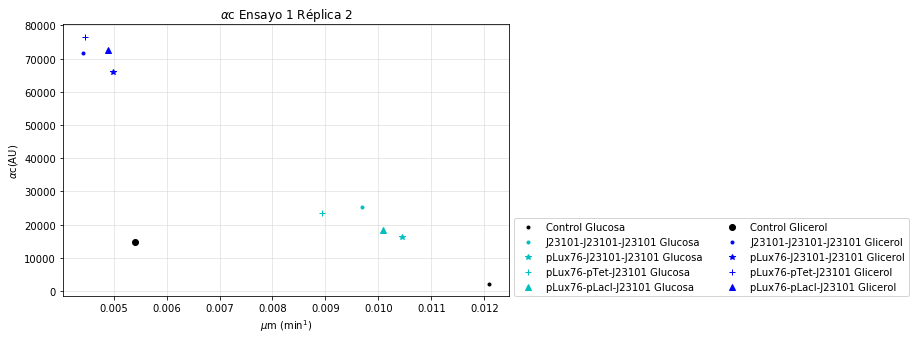 αc Ensayo 1 Réplica 2
80000
70000
60000
50000
40000
30000
20000
10000
0
αc(AU)
0.005 0.006 0.007 0.008 0.009 0.010 0.011 0.012
μm (min¹)
Control Glucosa
J23101-J23101-J23101 Glucosa
pLux76-J23101-J23101 Glucosa
pLux76-pTet-J23101 Glucosa
pLux76-pLacI-J23101 Glucosa
Control Glicerol
J23101-J23101-J23101 Glicerol
pLux76-J23101-J23101 Glicerol
pLux76-pTet-J23101 Glicerol
pLux76-pLacI-J23101 Glicerol